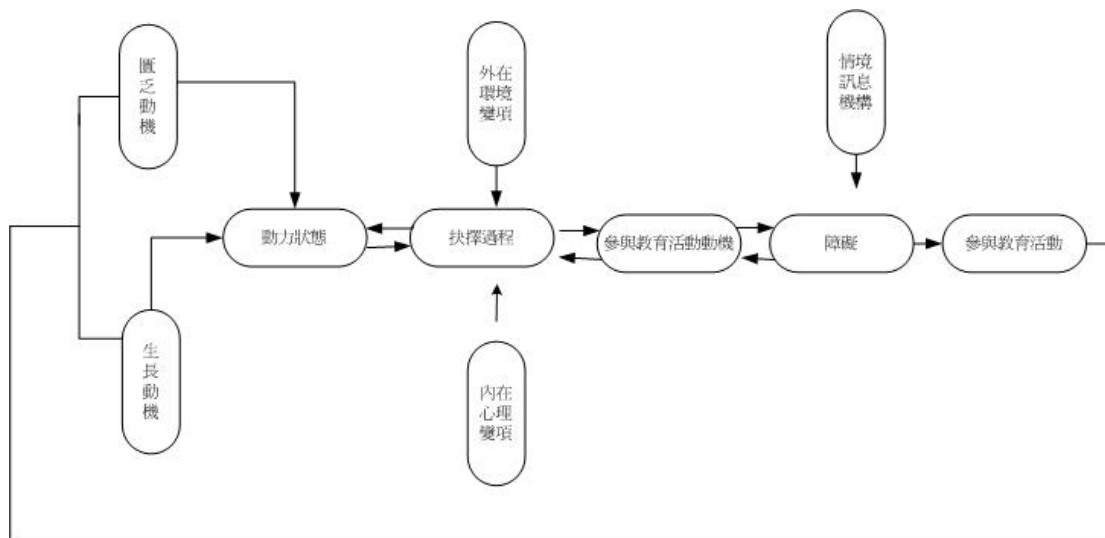 匱
乏
動
機
外在
環境
變項
情境
訊息
機構
動力狀態
抉擇過程
參與教育活動動機
障礙
參與教育活動
生
長
動
機
內在
心理
變項